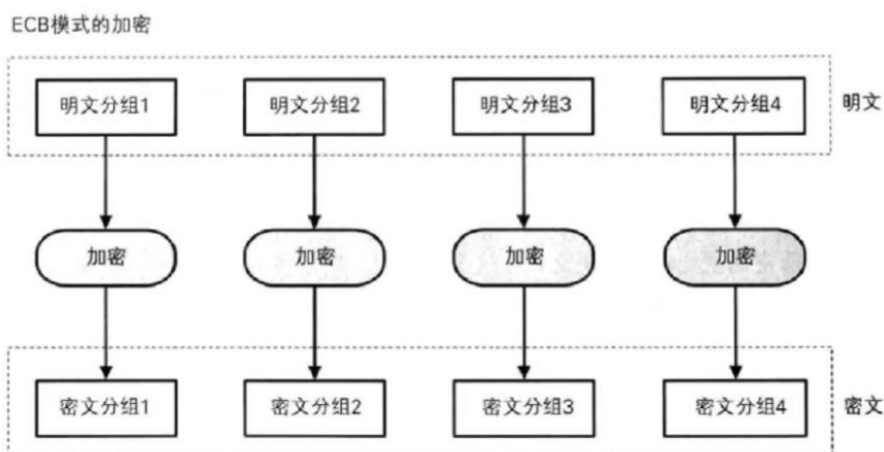 ECB模式的加密
明文分组1 明文分组2 明文分组3 明文分组4 明文
加密 加密 加密 加密
密文分组1 密文分组2 密文分组3 密文分组4 密文